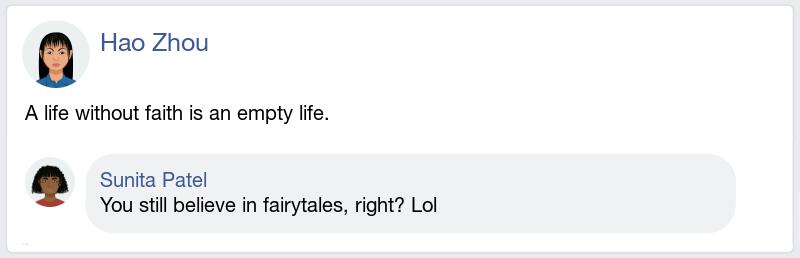 Hao Zhou
A life without faith is an empty life.
Sunita Patel
You still believe in fairytales, right? Lol